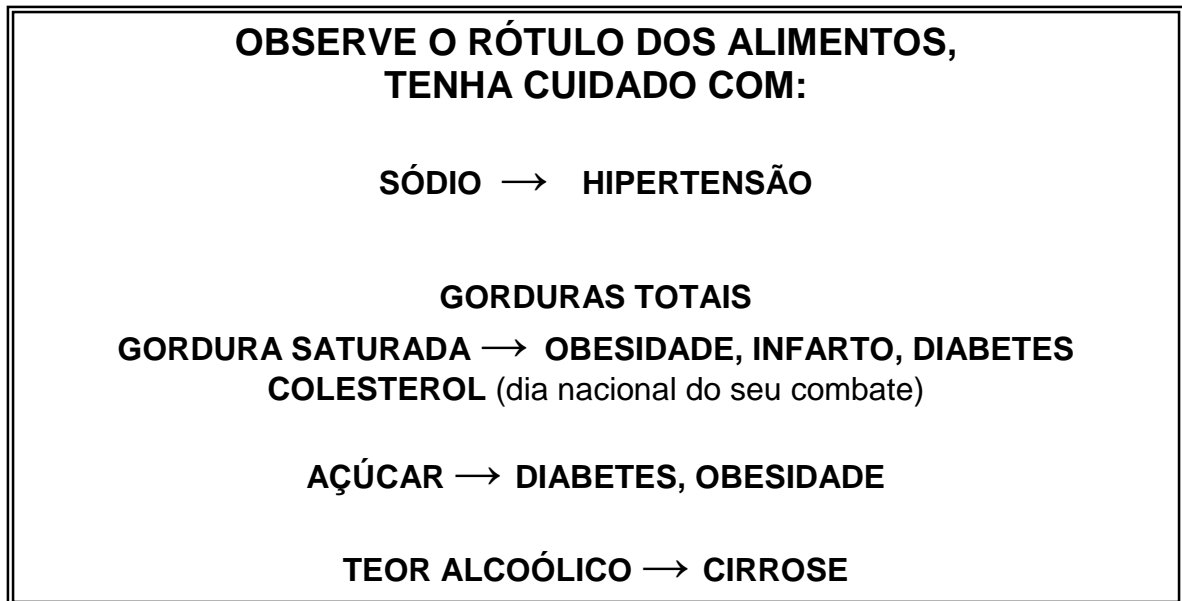 OBSERVE O RÓTULO DOS ALIMENTOS,
TENHA CUIDADO COM:
SÓDIO → HIPERTENSÃO
GORDURAS TOTAIS
GORDURA SATURADA → OBESIDADE, INFARTO, DIABETES
COLESTEROL (dia nacional do seu combate)
AÇÚCAR → DIABETES, OBESIDADE
TEOR ALCOÓLICO → CIRROSE